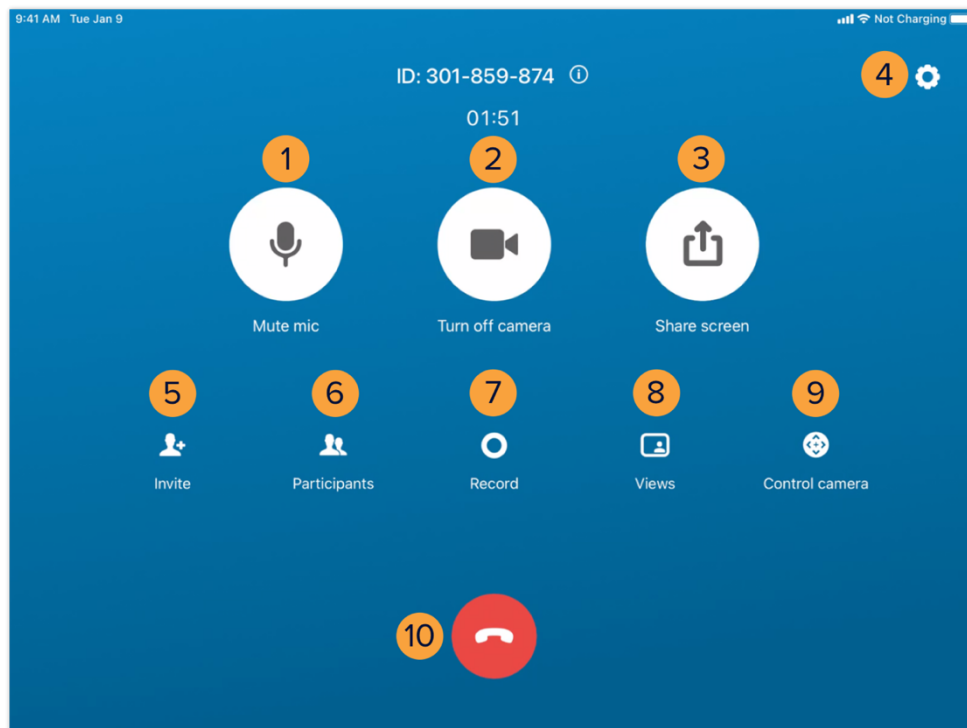 9:41 AM Tue Jan 9 Not Charging
ID: 301-859-874
4
01:51
1 2 3
Mute mic Turn off camera Share screen
5 6 7 8 9
Invite Participants Record Views Control camera
10